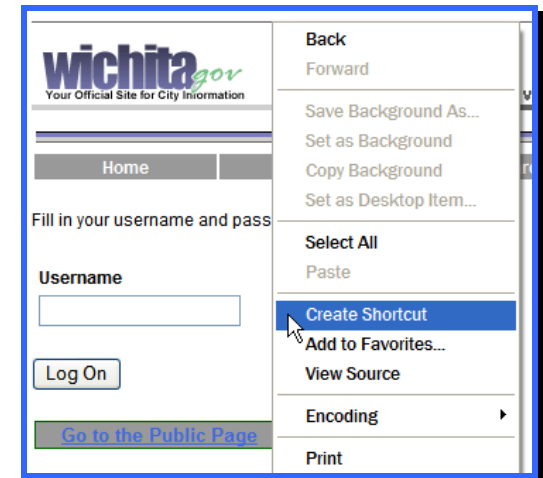 wichitagov
Your Official Site for City Information
Home
Fill in your username and pass
Username
Log On
Go to the Public Page
Back
Forward
Save Background As...
Set as Background
Copy Background
Set as Desktop Item...
Select All
Paste
Create Shortcut
Add to Favorites...
View Source
Encoding
Print